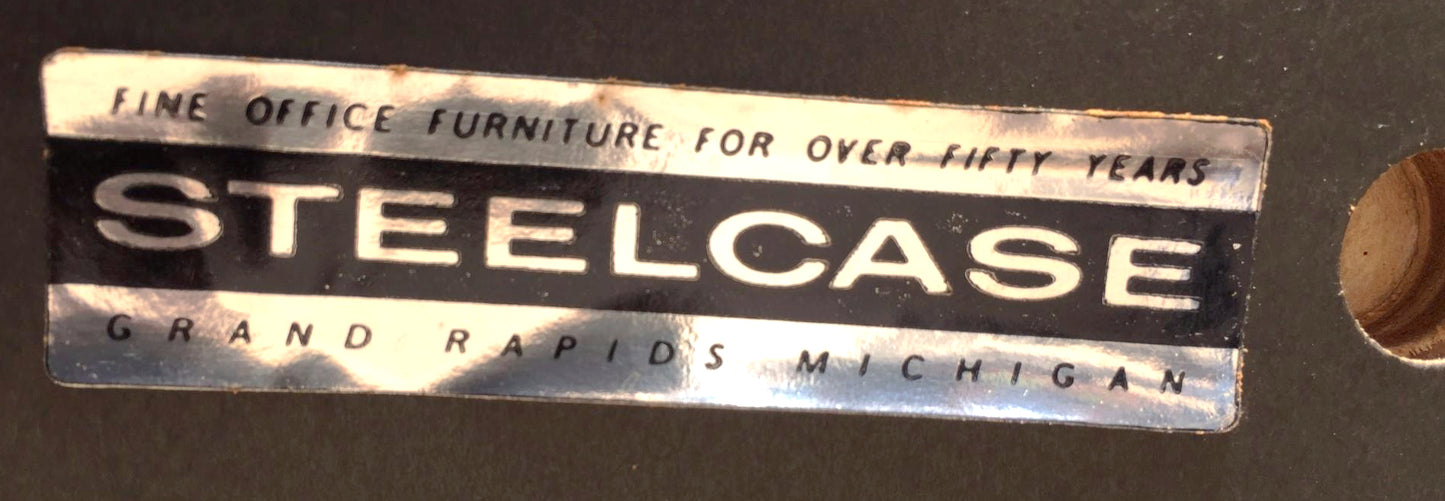 FINE OFFICE FURNITURE FOR OVER FIFTY YEARS
STEELCASE
GRAND RAPIDS MICHIGAN